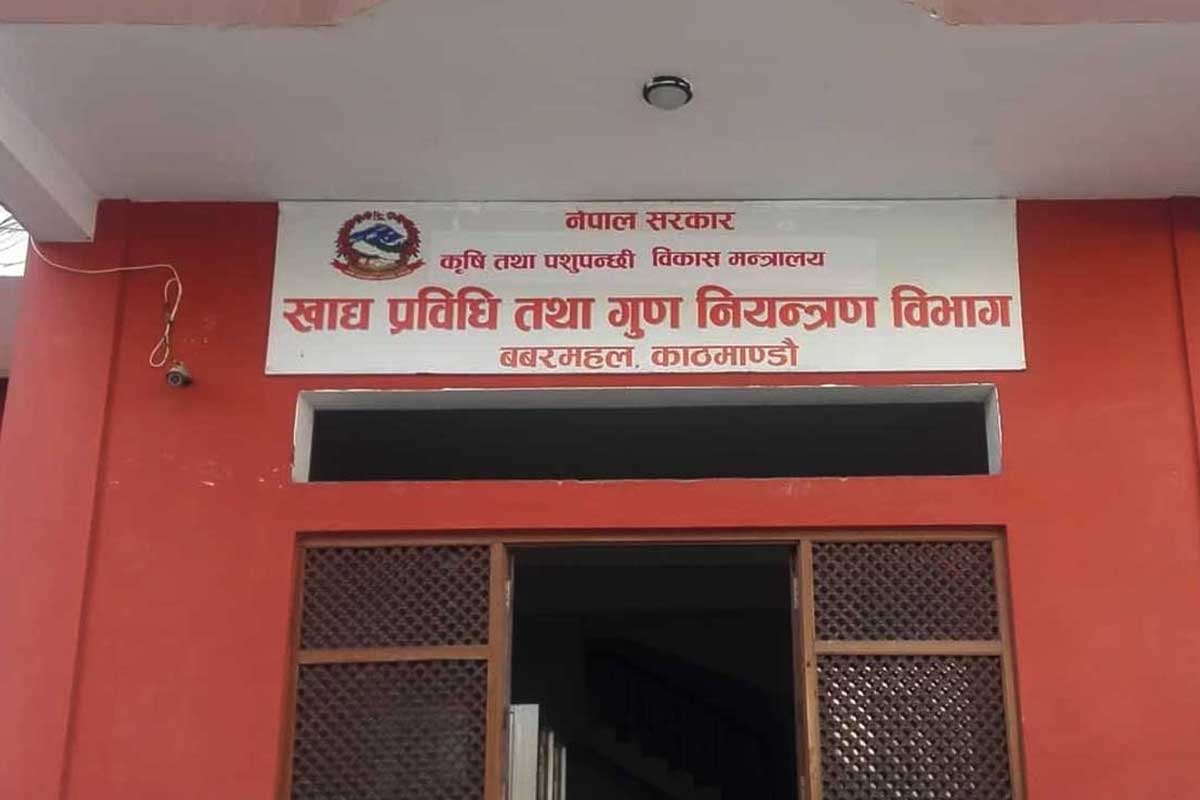 नेपाल सरकार
कृषि तथा पशुपन्छी विकास मन्त्रालय
खाद्य प्रविधि तथा गुण नियन्त्रण विभाग
बबरमहल, काठमाण्डौ